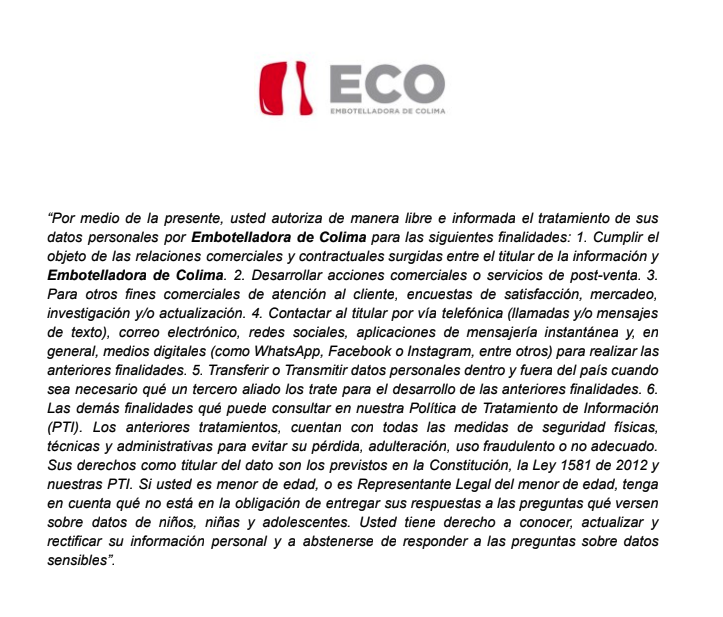 ECO
EMBOTELLADORA DE COLIMA
“Por medio de la presente, usted autoriza de manera libre e informada el tratamiento de sus
datos personales por Embotelladora de Colima para las siguientes finalidades: 1. Cumplir el
objeto de las relaciones comerciales y contractuales surgidas entre el titular de la información y
Embotelladora de Colima. 2. Desarrollar acciones comerciales o servicios de post-venta. 3.
Para otros fines comerciales de atención al cliente, encuestas de satisfacción, mercadeo,
investigación y/o actualización. 4. Contactar al titular por vía telefónica (llamadas y/o mensajes
de texto), correo electrónico, redes sociales, aplicaciones de mensajería instantánea y, en
general, medios digitales (como WhatsApp, Facebook o Instagram, entre otros) para realizar las
anteriores finalidades. 5. Transferir o Transmitir datos personales dentro y fuera del país cuando
sea necesario qué un tercero aliado los trate para el desarrollo de las anteriores finalidades. 6.
Las demás finalidades qué puede consultar en nuestra Política de Tratamiento de Información
(PTI). Los anteriores tratamientos, cuentan con todas las medidas de seguridad físicas,
técnicas y administrativas para evitar su pérdida, adulteración, uso fraudulento o no adecuado.
Sus derechos como titular del dato son los previstos en la Constitución, la Ley 1581 de 2012 y
nuestras PTI. Si usted es menor de edad, o es Representante Legal del menor de edad, tenga
en cuenta qué no está en la obligación de entregar sus respuestas a las preguntas qué versen
sobre datos de niños, niñas y adolescentes. Usted tiene derecho a conocer, actualizar y
rectificar su información personal y a abstenerse de responder a las preguntas sobre datos
sensibles”.